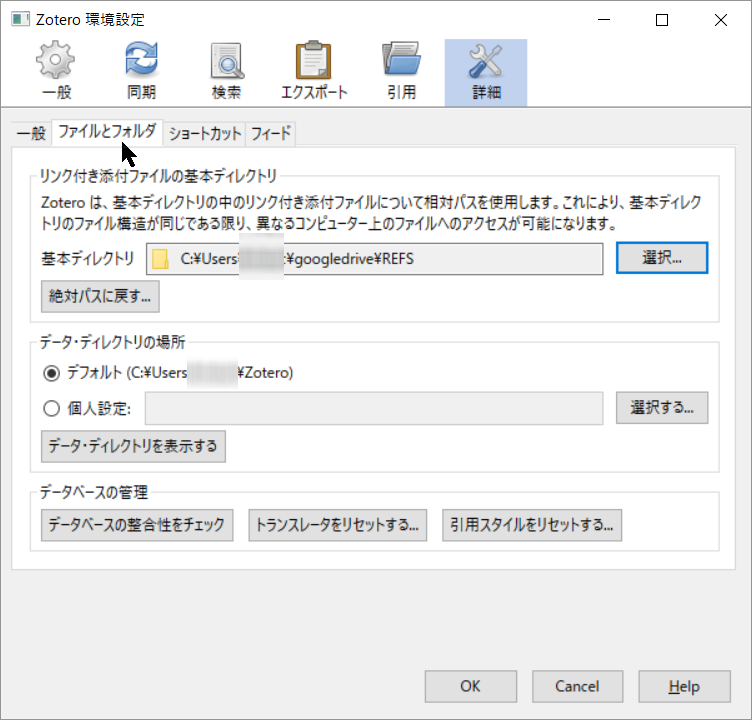 Zotero 環境設定
一般 同期 検索 エクスポート 引用 詳細
一般 ファイルとフォルダ ショートカット フィード
リンク付き添付ファイルの基本ディレクトリ
Zotero は、基本ディレクトリの中のリンク付き添付ファイルについて相対パスを使用します。これにより、基本ディレク
トリのファイル構造が同じである限り、異なるコンピューター上のファイルへのアクセスが可能になります。
基本ディレクトリ C:¥Users ¥googledrive¥REFS 選択...
絶対パスに戻す...
データ・ディレクトリの場所
デフォルト (C:¥Users ¥Zotero)
個人設定: 選択する...
データ・ディレクトリを表示する
データベースの管理
データベースの整合性をチェック トランスレータをリセットする... 引用スタイルをリセットする...
OK Cancel Help